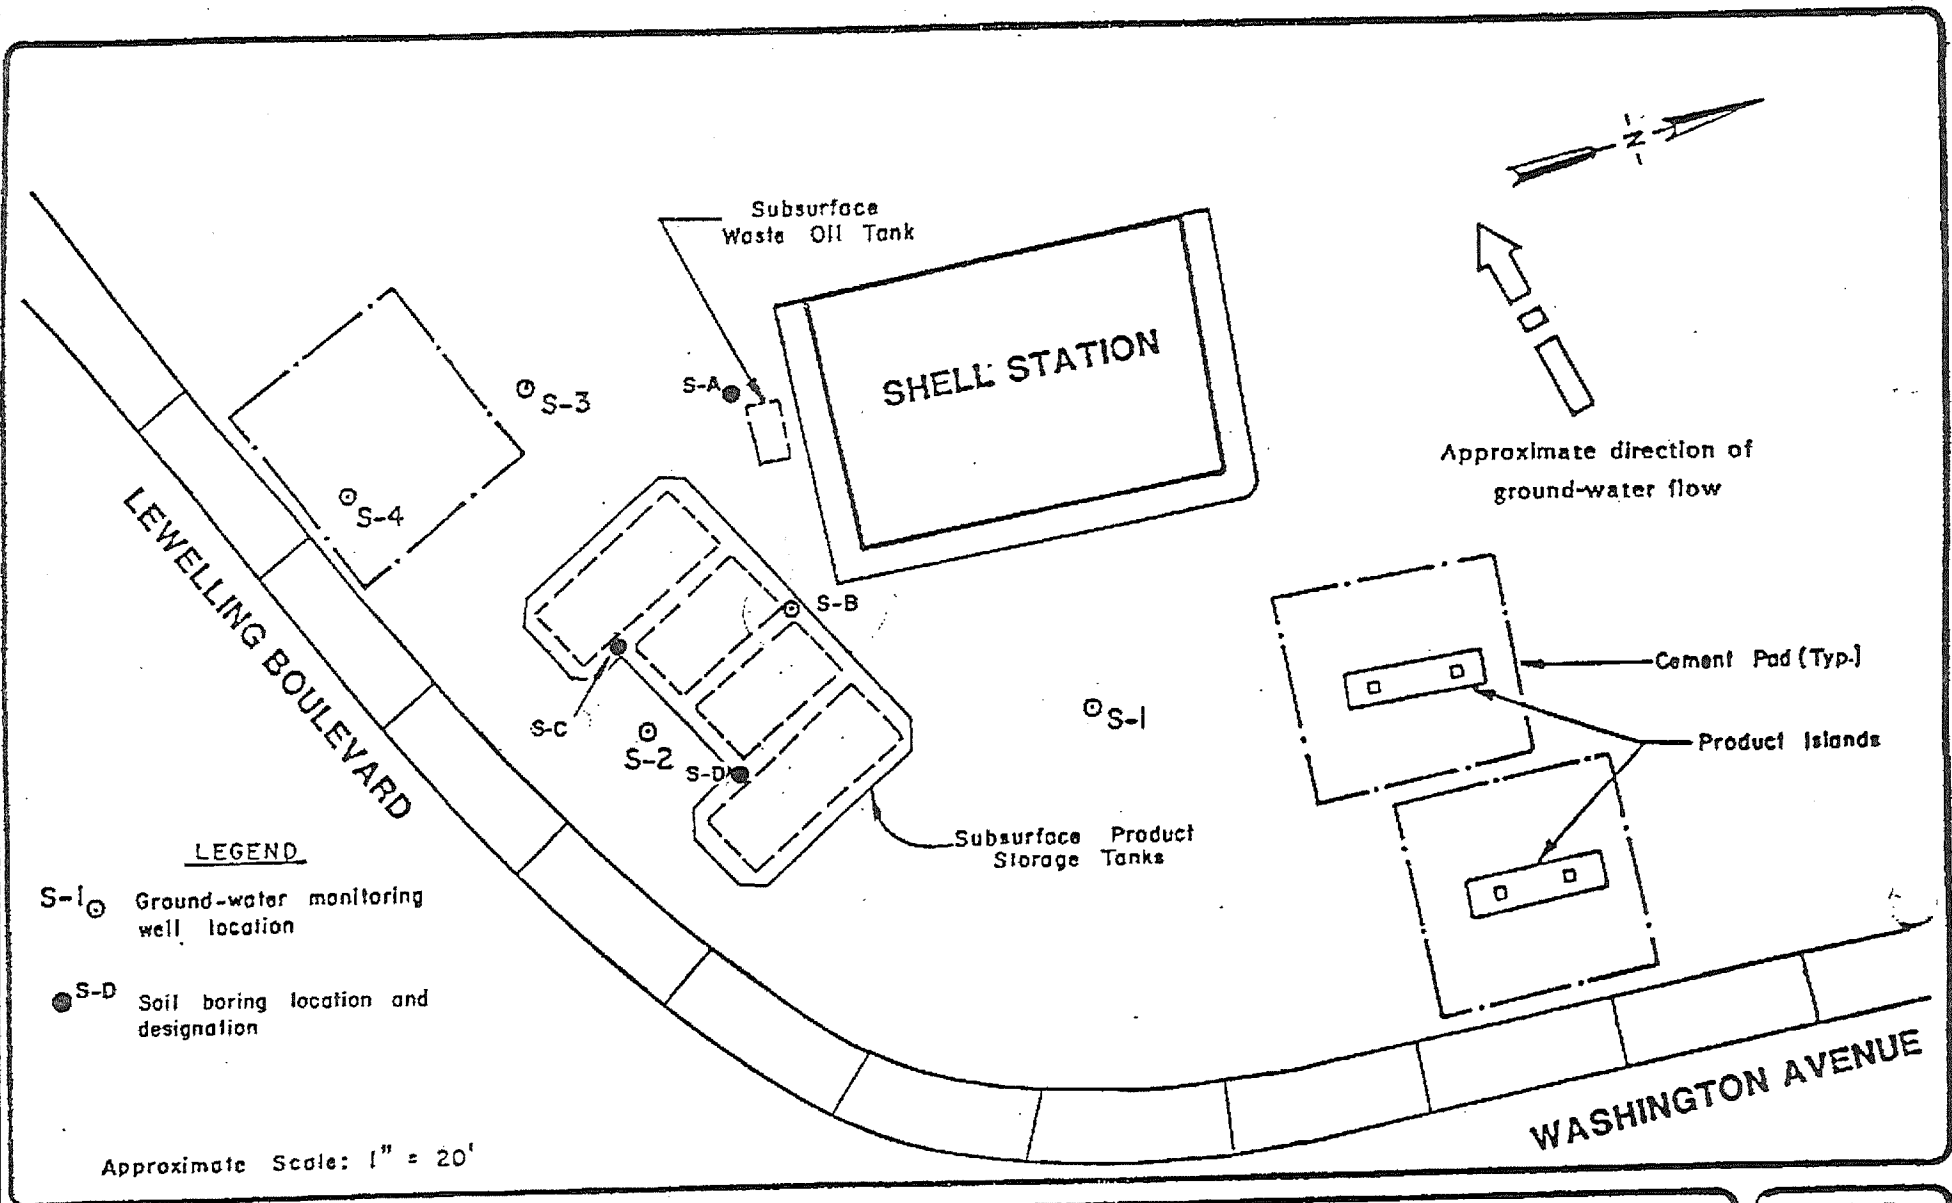 N
Subsurface
Waste Oil Tank
SHELL STATION
S-A
S-3
S-4
Approximate direction of
ground-water flow
LEWELLING BOULEVARD
S-B
S-C
S-2
S-D
S-1
Cement Pad (Typ.)
Product Islands
Subsurface Product
Storage Tanks
LEGEND
S-1 Ground-water monitoring
well location
S-D Soil boring location and
designation
WASHINGTON AVENUE
Approximate Scale: 1" = 20'